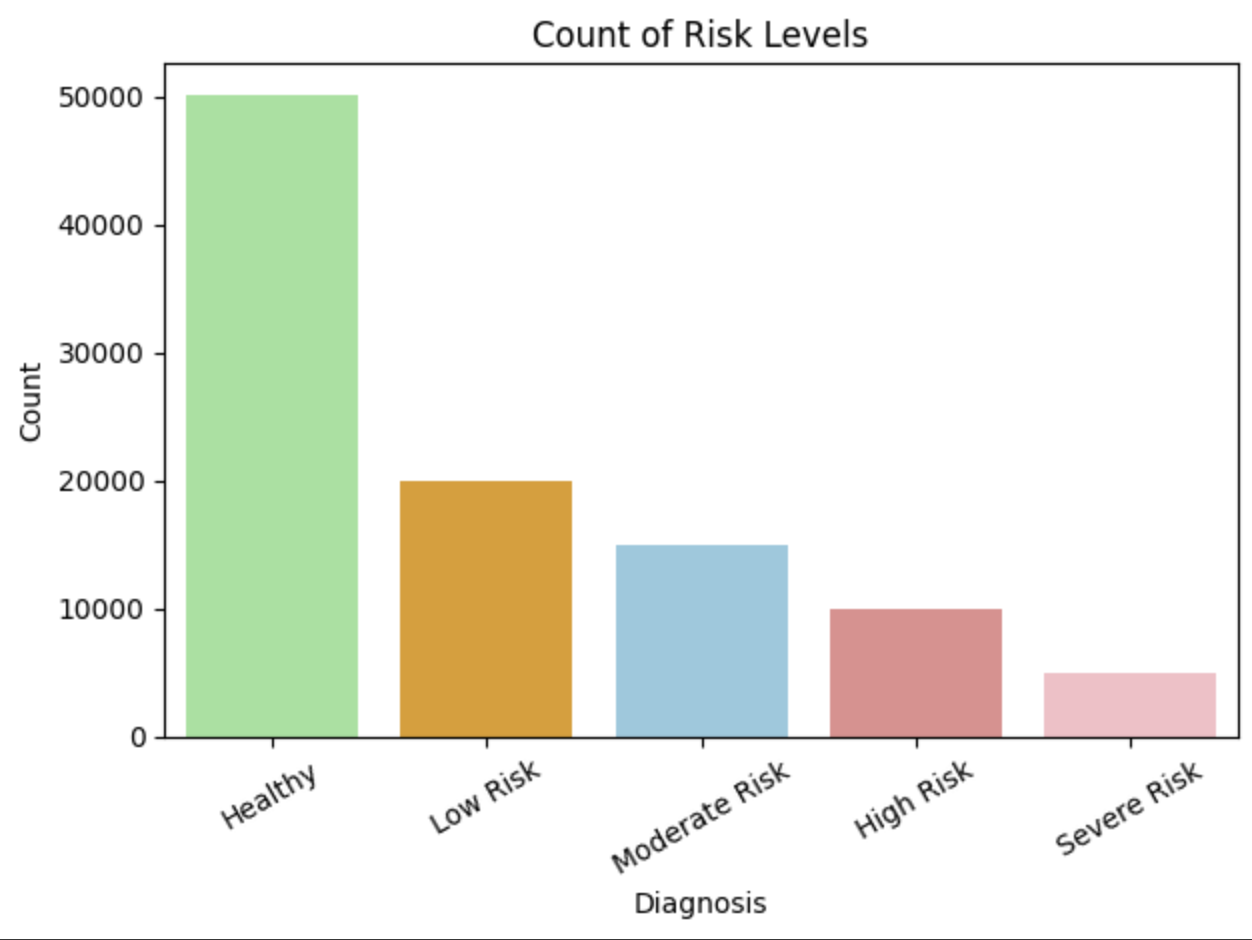 Count of Risk Levels
50000
40000
30000
20000
10000
0
Count
Healthy
Low Risk
Moderate Risk
High Risk
Severe Risk
Diagnosis